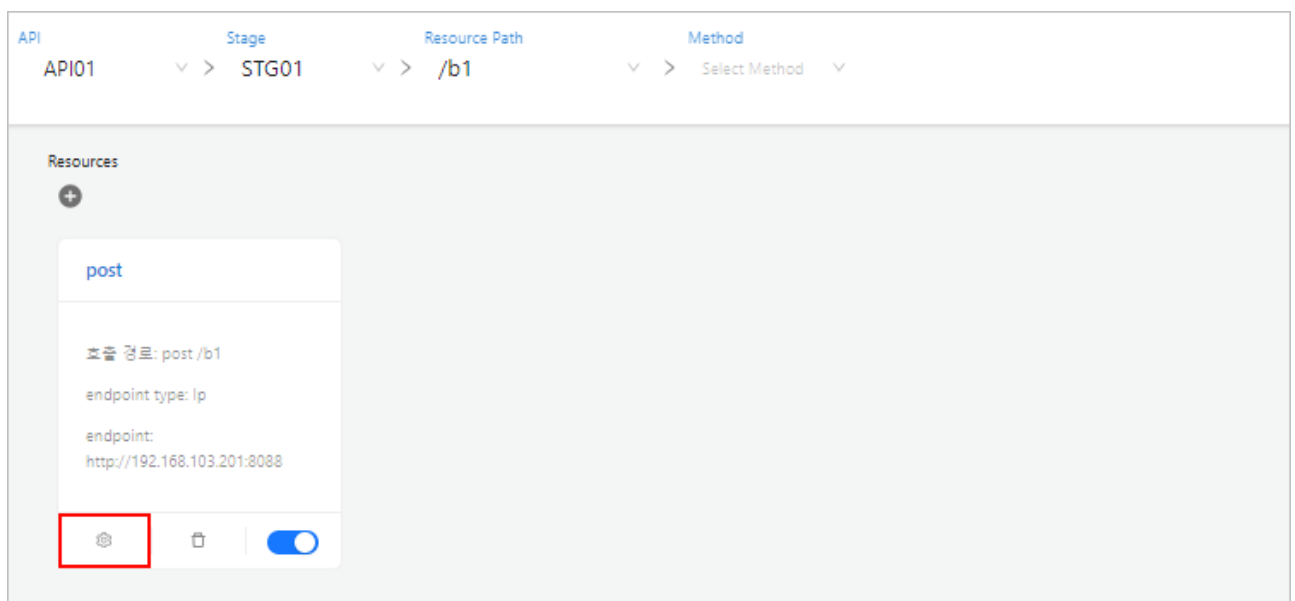 API Stage Resource Path Method
API01 > STG01 > /b1 > Select Method
Resources
post
호출 경로: post /b1
endpoint type: Ip
endpoint:
http://192.168.103.201:8088